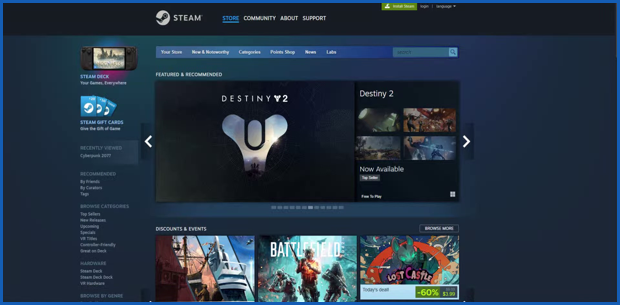 Install Steam login | language
STEAM
STORE COMMUNITY ABOUT SUPPORT
Your Store New & Noteworthy Categories Points Shop News Labs
STEAM DECK
Your Games, Everywhere
STEAM GIFT CARDS
Give the Gift of Game
RECENTLY VIEWED
Cyberpunk 2077
RECOMMENDED
By Friends
By Curators
Tags
BROWSE CATEGORIES
Top Sellers
New Releases
Upcoming
Specials
VR Titles
Controller-Friendly
Great on Deck
HARDWARE
Steam Deck
Steam Deck Dock
VR Hardware
BROWSE BY GENRE
FEATURED & RECOMMENDED
DESTINY 2
Destiny 2
Now Available
Top Seller
Free To Play
DISCOUNTS & EVENTS
BROWSE MORE
BATTLEFIELD
LOST CASTLE
Today's deal!
-60%
$3.99